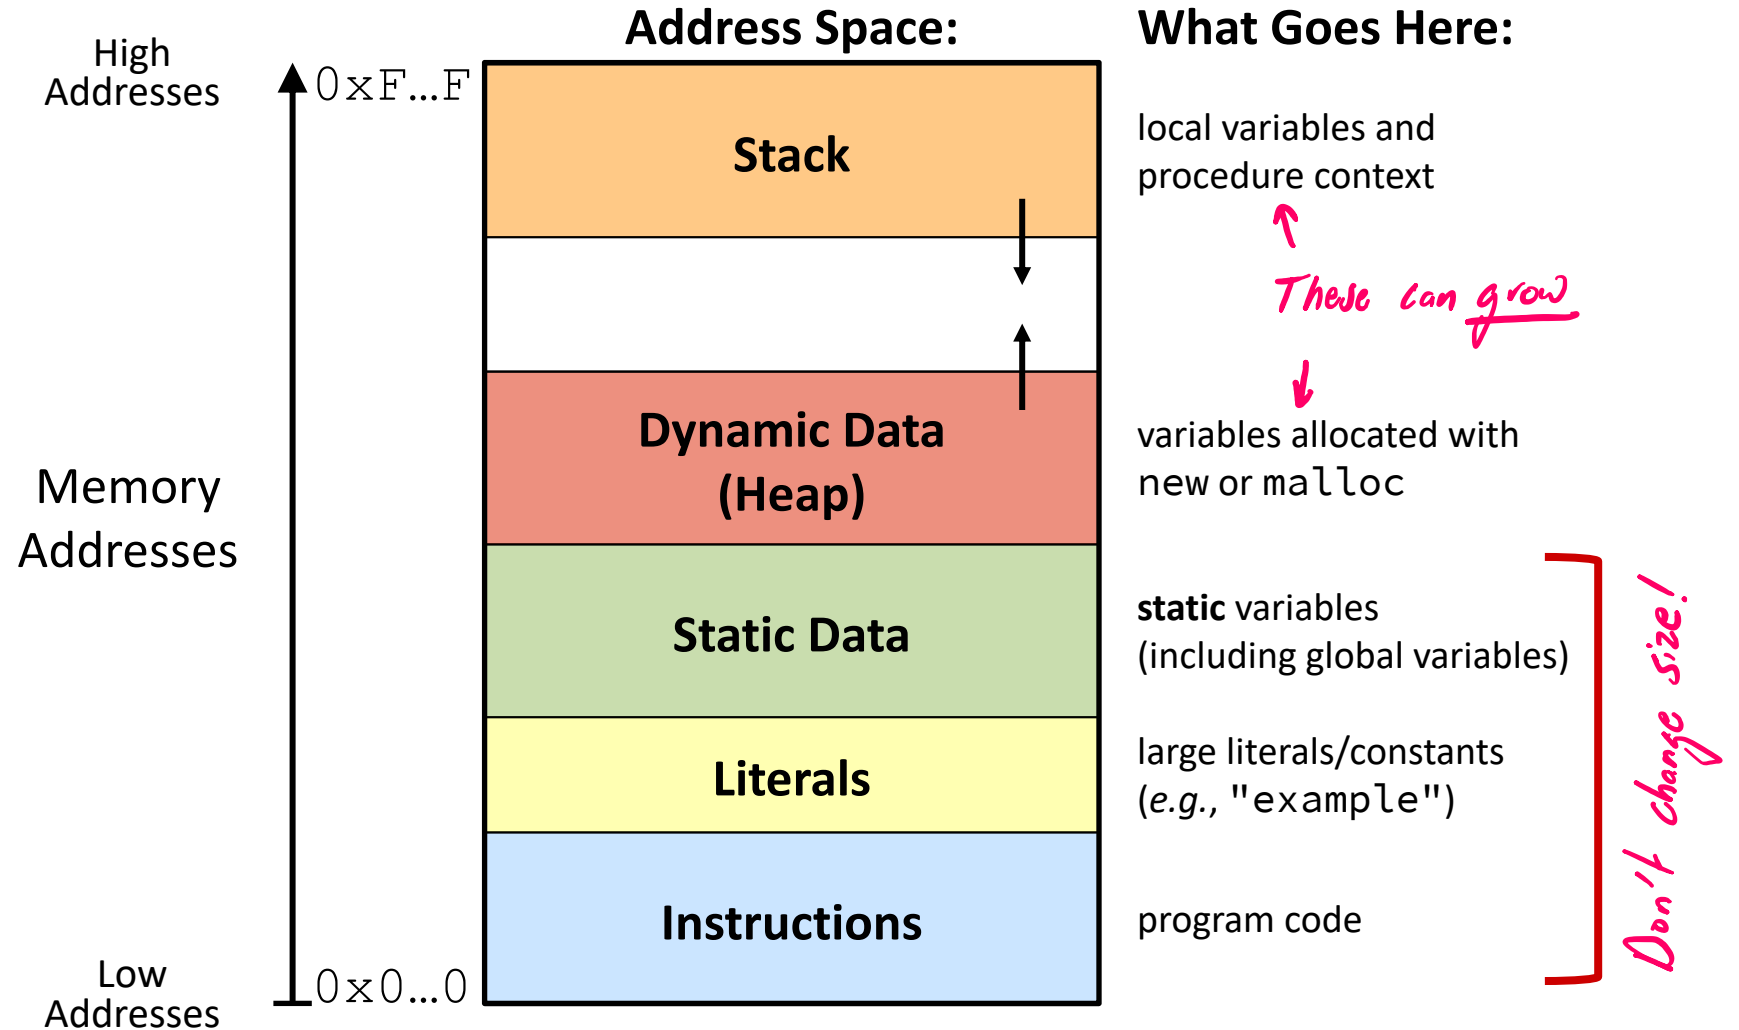 Address Space:
What Goes Here:
High
Addresses
0xF…F
Stack
local variables and
procedure context
These can grow
Memory
Addresses
Dynamic Data
(Heap)
variables allocated with
new or malloc
Static Data
static variables
(including global variables)
Literals
large literals/constants
(e.g., "example")
Instructions
program code
Don't change size!
Low
Addresses
0x0…0